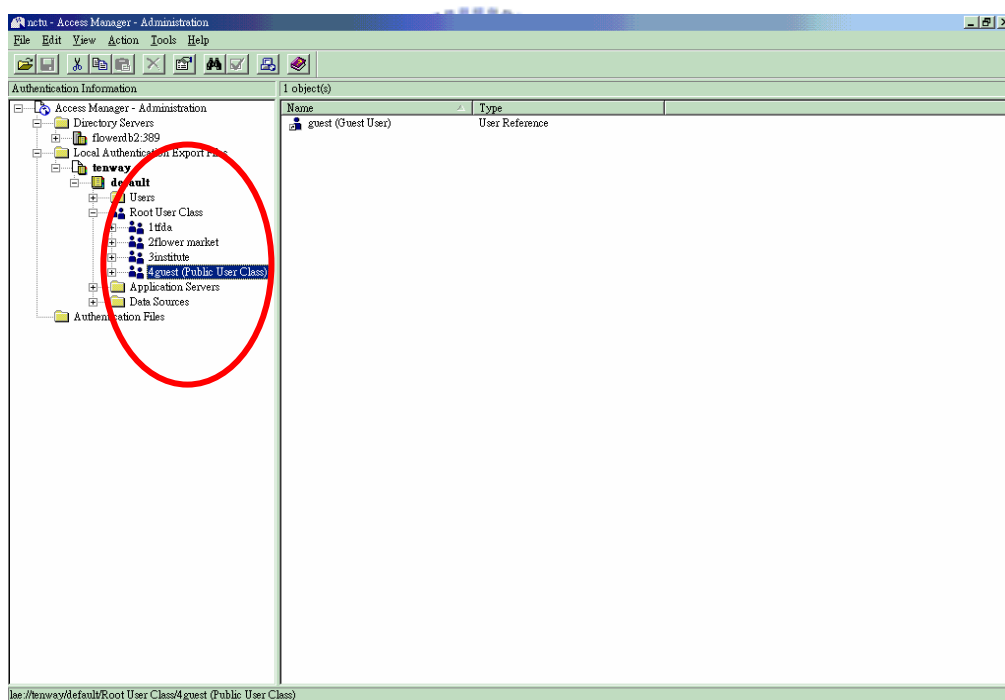 nctu - Access Manager - Administration
File Edit View Action Tools Help
Authentication Information
1 object(s)
Access Manager - Administration
Directory Servers
flowerdb2:389
Local Authentication Export Files
tenway
default
Users
Root User Class
1tfda
2flower market
3institute
4guest (Public User Class)
Application Servers
Data Sources
Authentication Files
Name Type
guest (Guest User) User Reference
lae://tenway/default/Root User Class/4guest (Public User Class)